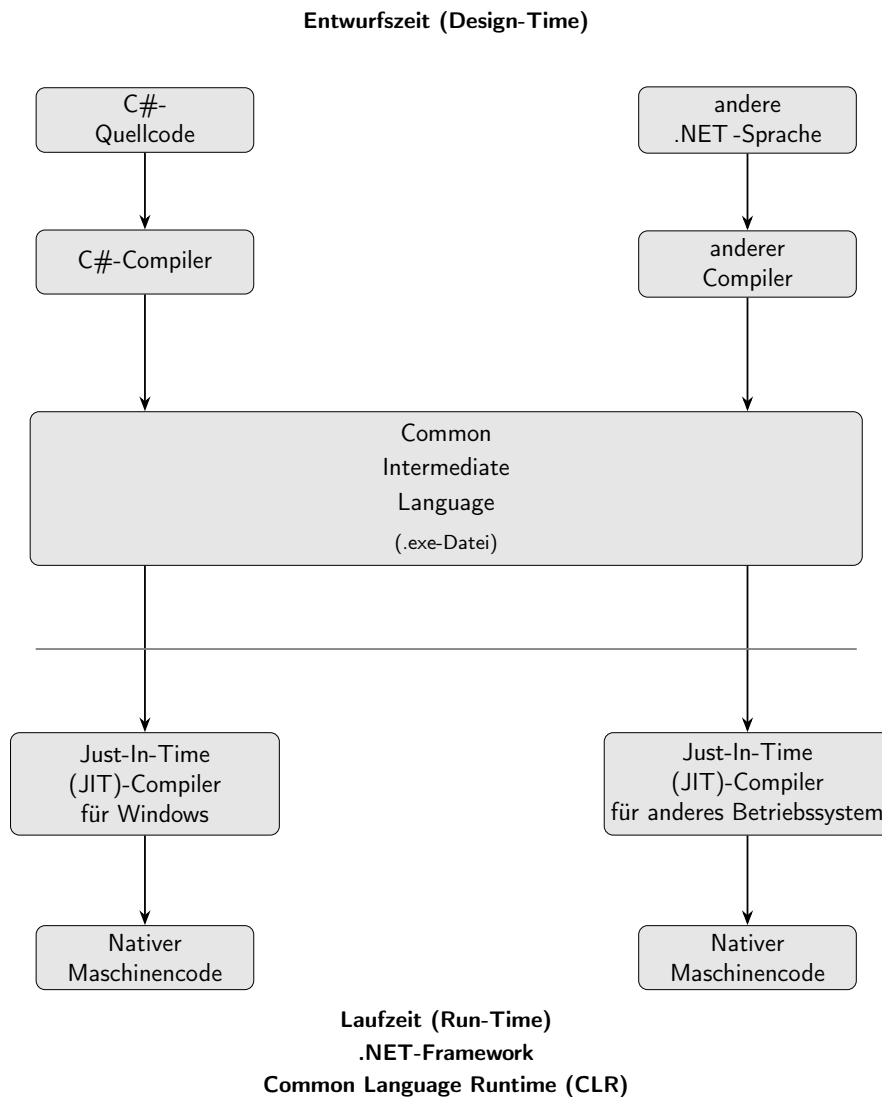 Entwurfszeit (Design-Time)
C#-
Quellcode
andere
.NET -Sprache
C#-Compiler
anderer
Compiler
Common
Intermediate
Language
(.exe-Datei)
Just-In-Time
(JIT)-Compiler
für Windows
Just-In-Time
(JIT)-Compiler
für anderes Betriebssystem
Nativer
Maschinencode
Nativer
Maschinencode
Laufzeit (Run-Time)
.NET-Framework
Common Language Runtime (CLR)